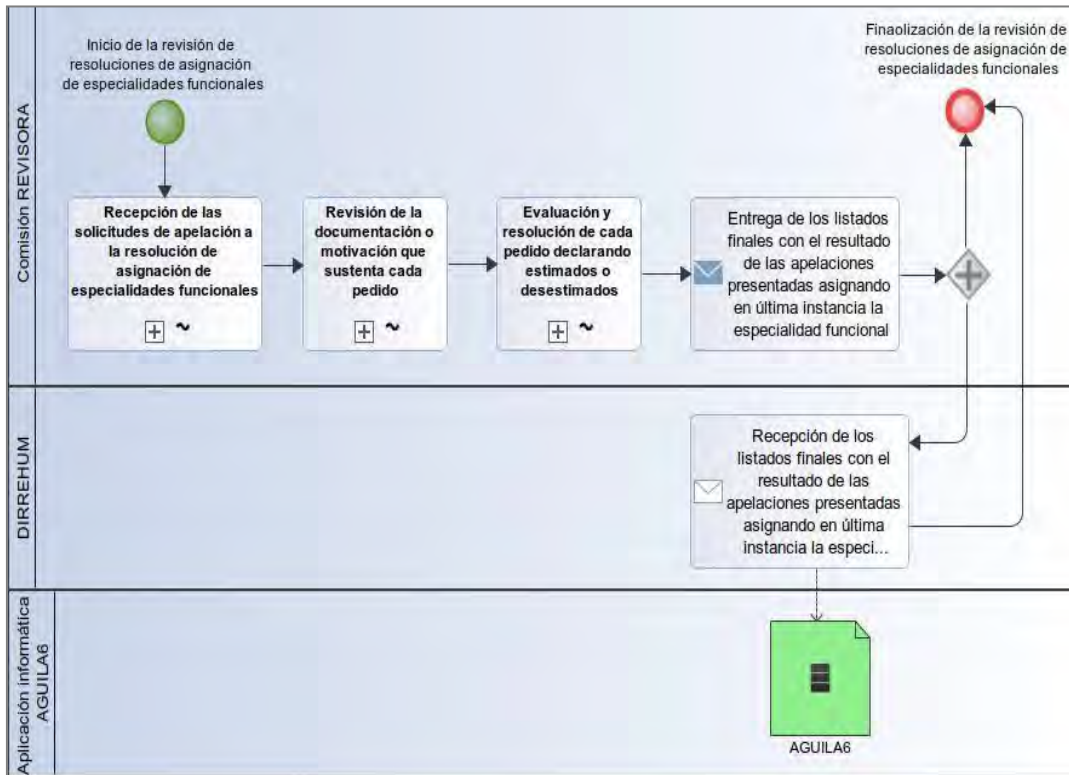 Comisión REVISORA
Inicio de la revisión de
resoluciones de asignación
de especialidades funcionales
Finaolización de la revisión de
resoluciones de asignación de
especialidades funcionales
Recepción de las
solicitudes de apelación a
la resolución de
asignación de
especialidades funcionales
Revisión de la
documentación o
motivación que
sustenta cada
pedido
Evaluación y
resolución de cada
pedido declarando
estimados o
desestimados
Entrega de los listados
finales con el resultado
de las apelaciones
presentadas asignando
en última instancia la
especialidad funcional
DIRREHUM
Recepción de los
listados finales con el
resultado de las
apelaciones presentadas
asignando en última
instancia la especi...
Aplicación informática
AGUILA6
AGUILA6